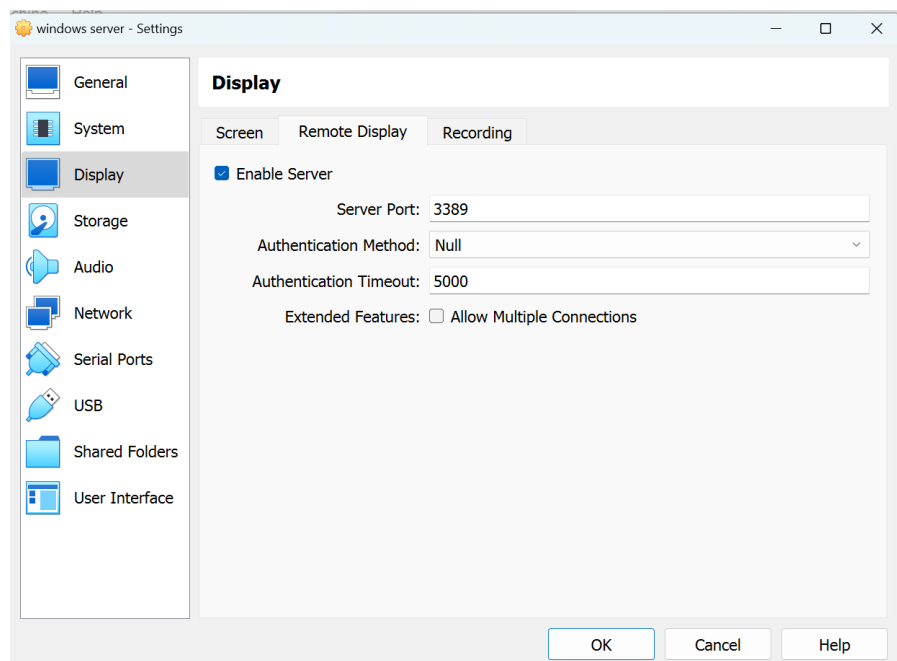 windows server - Settings
General
System
Display
Storage
Audio
Network
Serial Ports
USB
Shared Folders
User Interface
Display
Screen Remote Display Recording
Enable Server
Server Port: 3389
Authentication Method: Null
Authentication Timeout: 5000
Extended Features: Allow Multiple Connections
OK Cancel Help